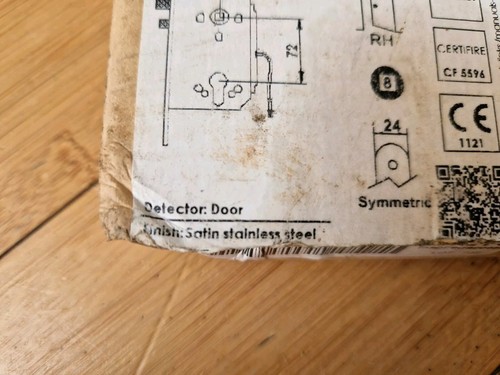 72
RH
8
24
Symmetric
CERTIFIRE
CF 5596
CE
1121
Detector: Door
Finish: Satin stainless steel